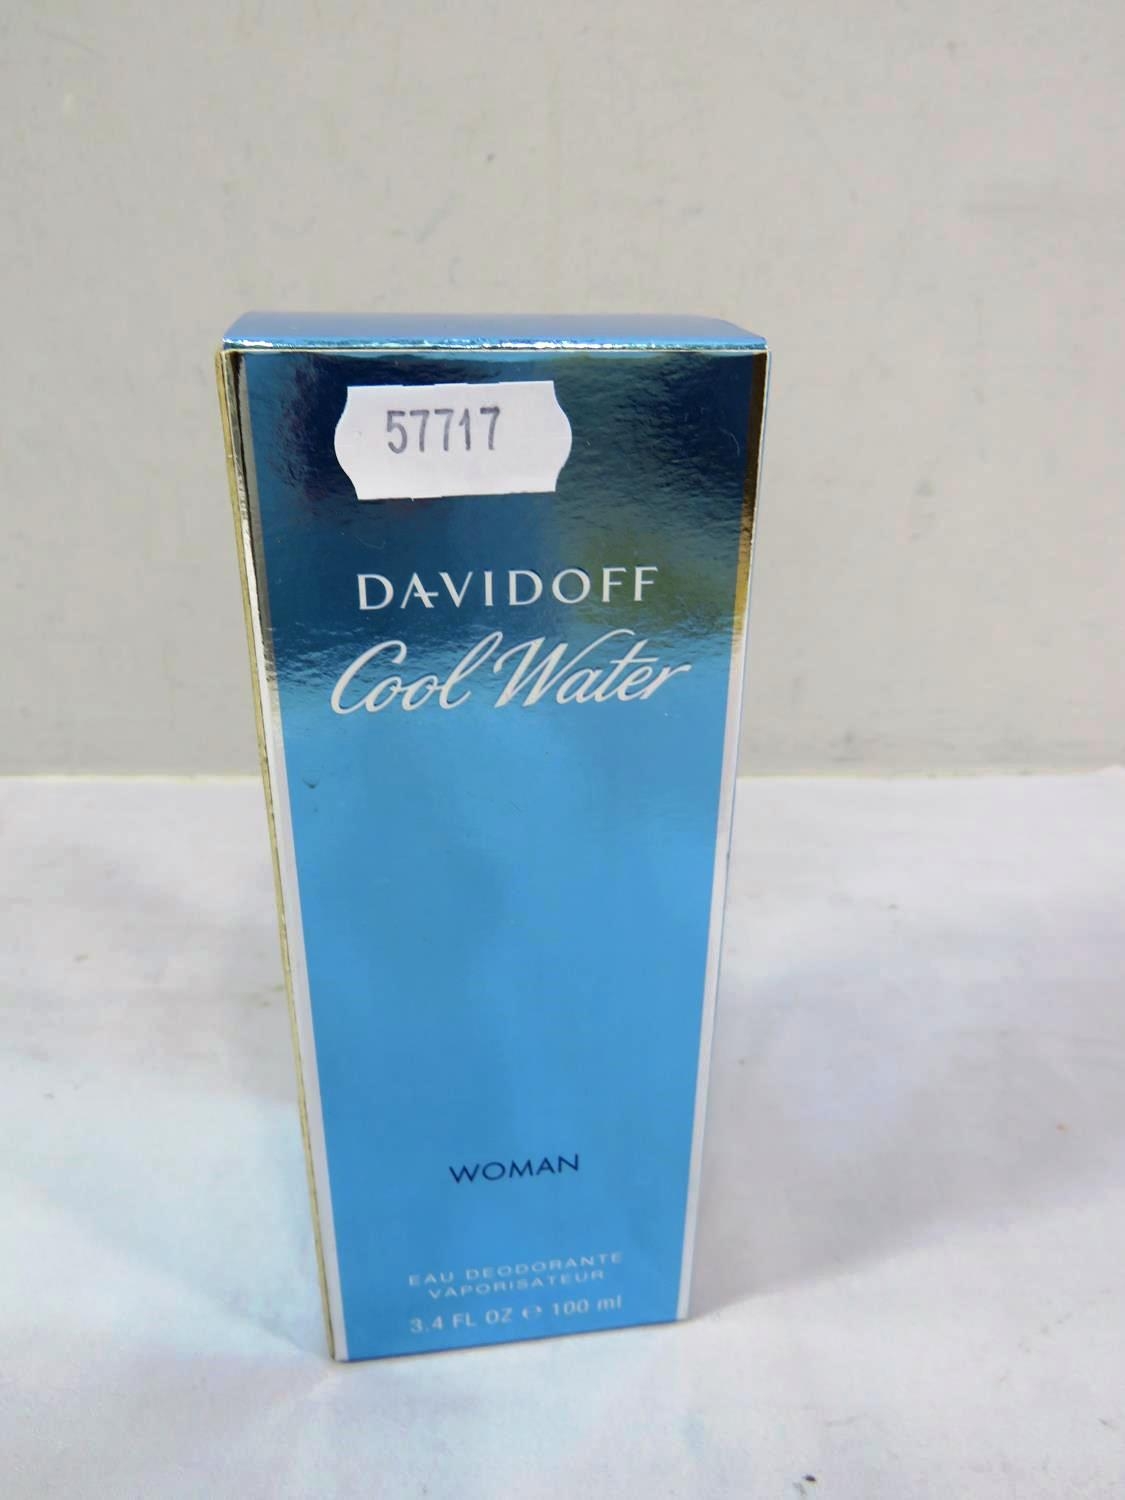 57717
DAVIDOFF
Cool Water
WOMAN
EAU DEODORANTE
VAPORISATEUR
3.4 FL OZ ℮ 100 ml